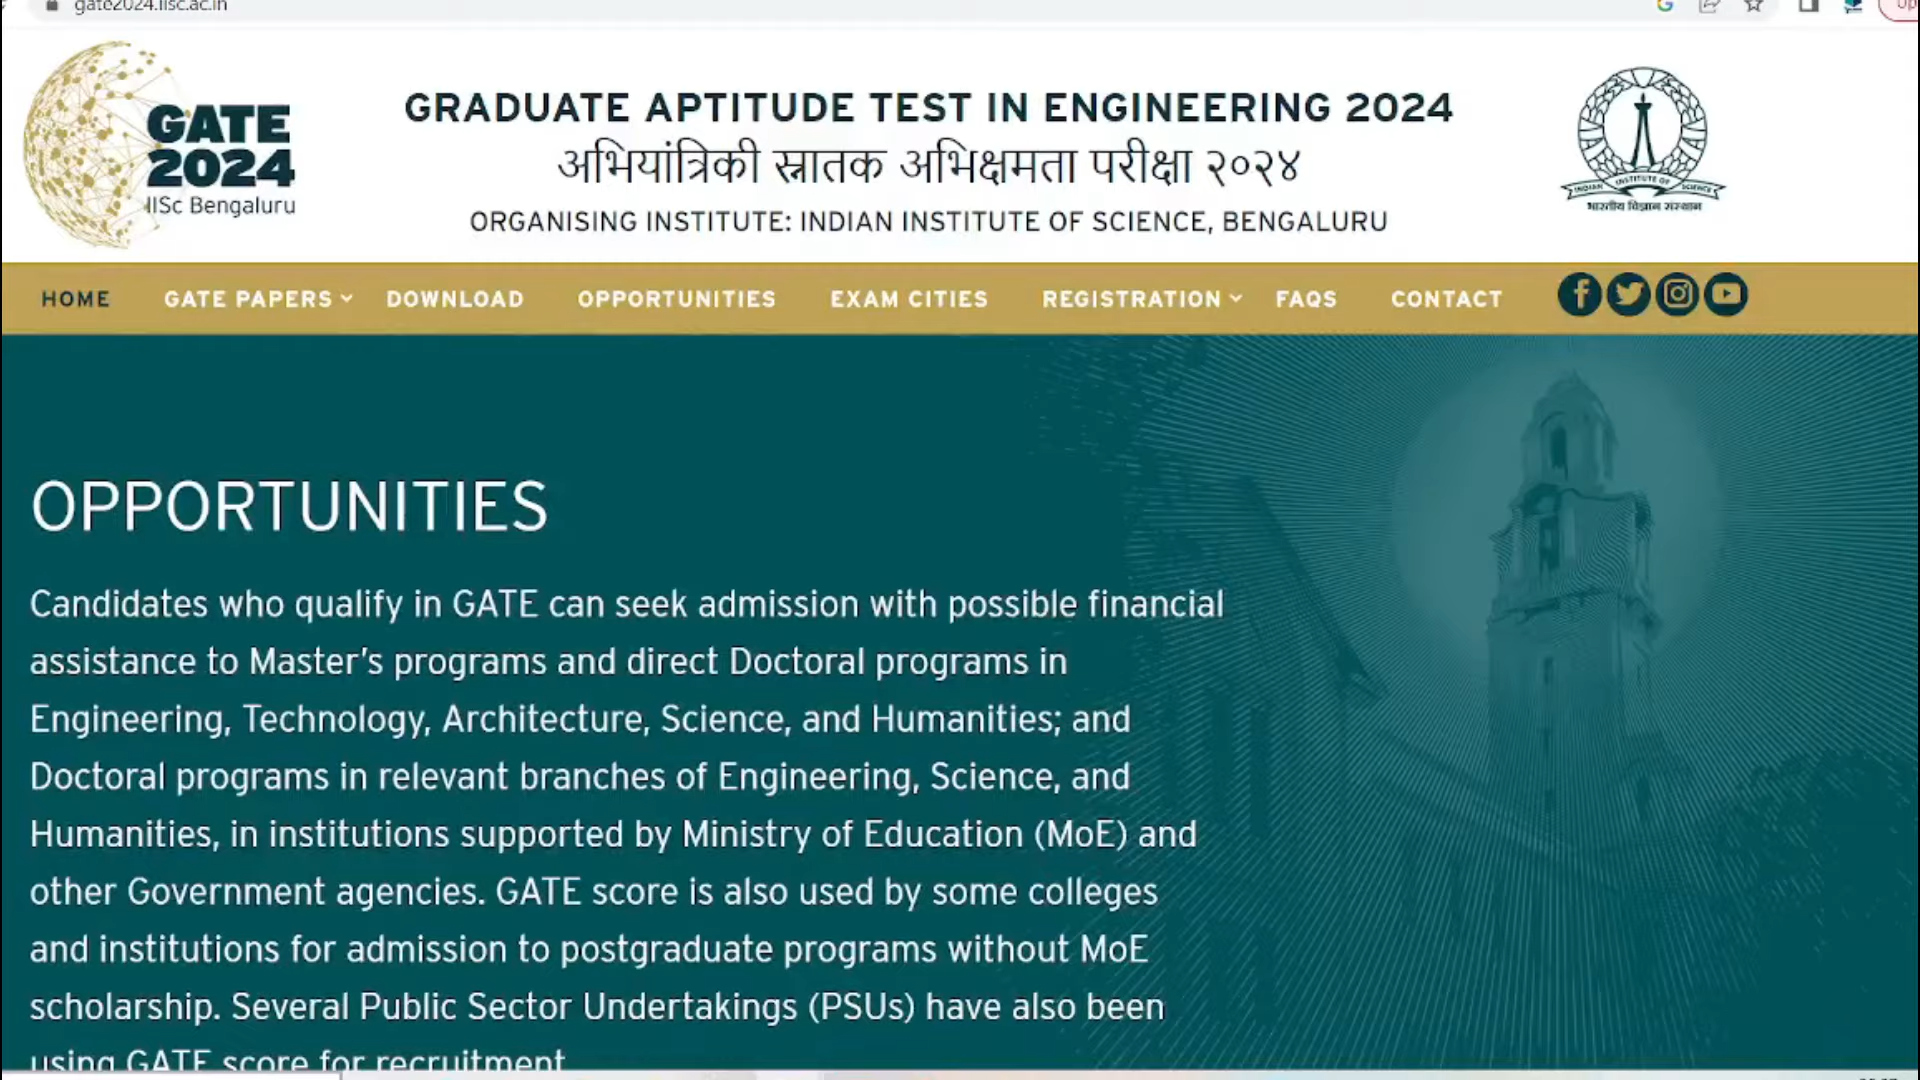 gate2024.iisc.ac.in
GATE
2024
IISc Bengaluru
GRADUATE APTITUDE TEST IN ENGINEERING 2024
अभियांत्रिकी स्नातक अभिक्षमता परीक्षा २०२४
ORGANISING INSTITUTE: INDIAN INSTITUTE OF SCIENCE, BENGALURU
INDIAN INSTITUTE OF SCIENCE
भारतीय विज्ञान संस्थान
HOME GATE PAPERS DOWNLOAD OPPORTUNITIES EXAM CITIES REGISTRATION FAQS CONTACT
OPPORTUNITIES
Candidates who qualify in GATE can seek admission with possible financial
assistance to Master’s programs and direct Doctoral programs in
Engineering, Technology, Architecture, Science, and Humanities; and
Doctoral programs in relevant branches of Engineering, Science, and
Humanities, in institutions supported by Ministry of Education (MoE) and
other Government agencies. GATE score is also used by some colleges
and institutions for admission to postgraduate programs without MoE
scholarship. Several Public Sector Undertakings (PSUs) have also been
using GATE score for recruitment